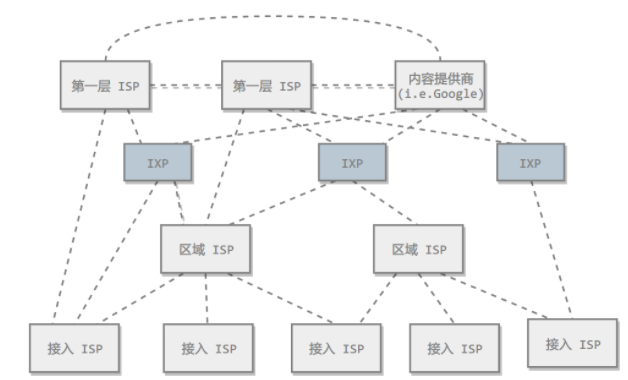 第一层 ISP
第一层 ISP
内容提供商
(i.e.Google)
IXP
IXP
IXP
区域 ISP
区域 ISP
接入 ISP
接入 ISP
接入 ISP
接入 ISP
接入 ISP